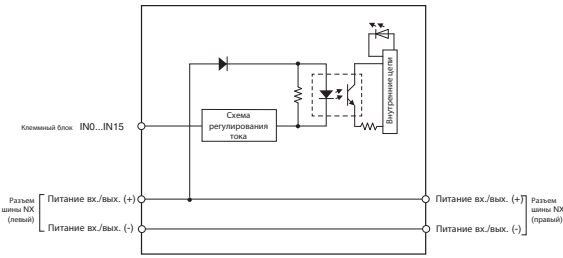 Внутренние цепи
Схема
регулирования
тока
Клеммный блок IN0...IN15
Разъем
шины NX
(левый)
Питание вх./вых. (+)
Питание вх./вых. (-)
Питание вх./вых. (+)
Питание вх./вых. (-)
Разъем
шины NX
(правый)